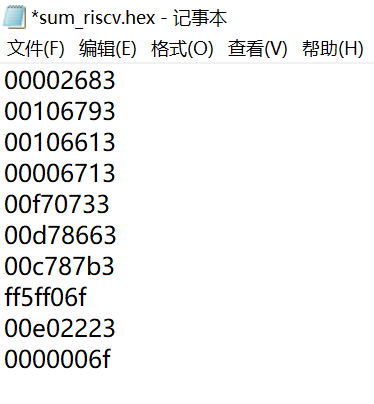 *sum_riscv.hex - 记事本
文件(F) 编辑(E) 格式(O) 查看(V) 帮助(H)
00002683
00106793
00106613
00006713
00f70733
00d78663
00c787b3
ff5ff06f
00e02223
0000006f